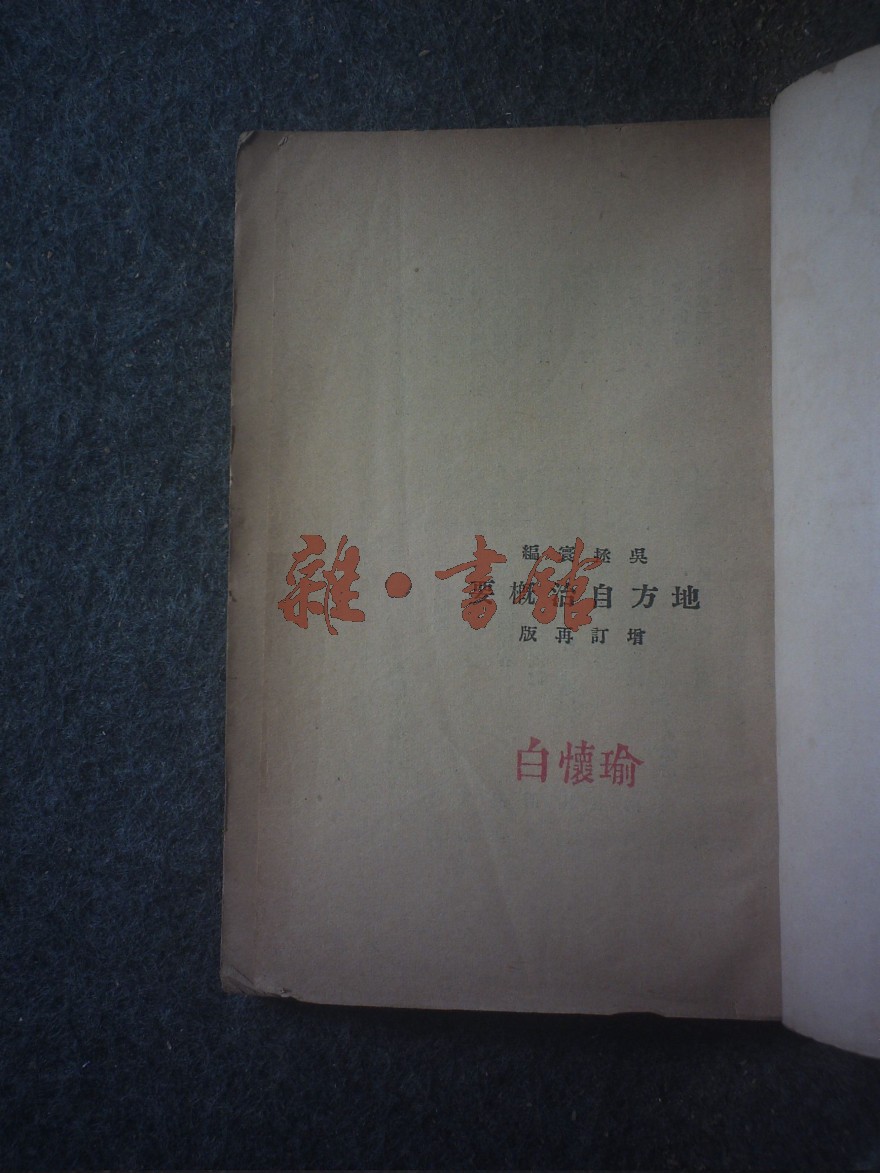 吳拯寰編
地方自治概要
增訂再版
雜·書館
白懷瑜